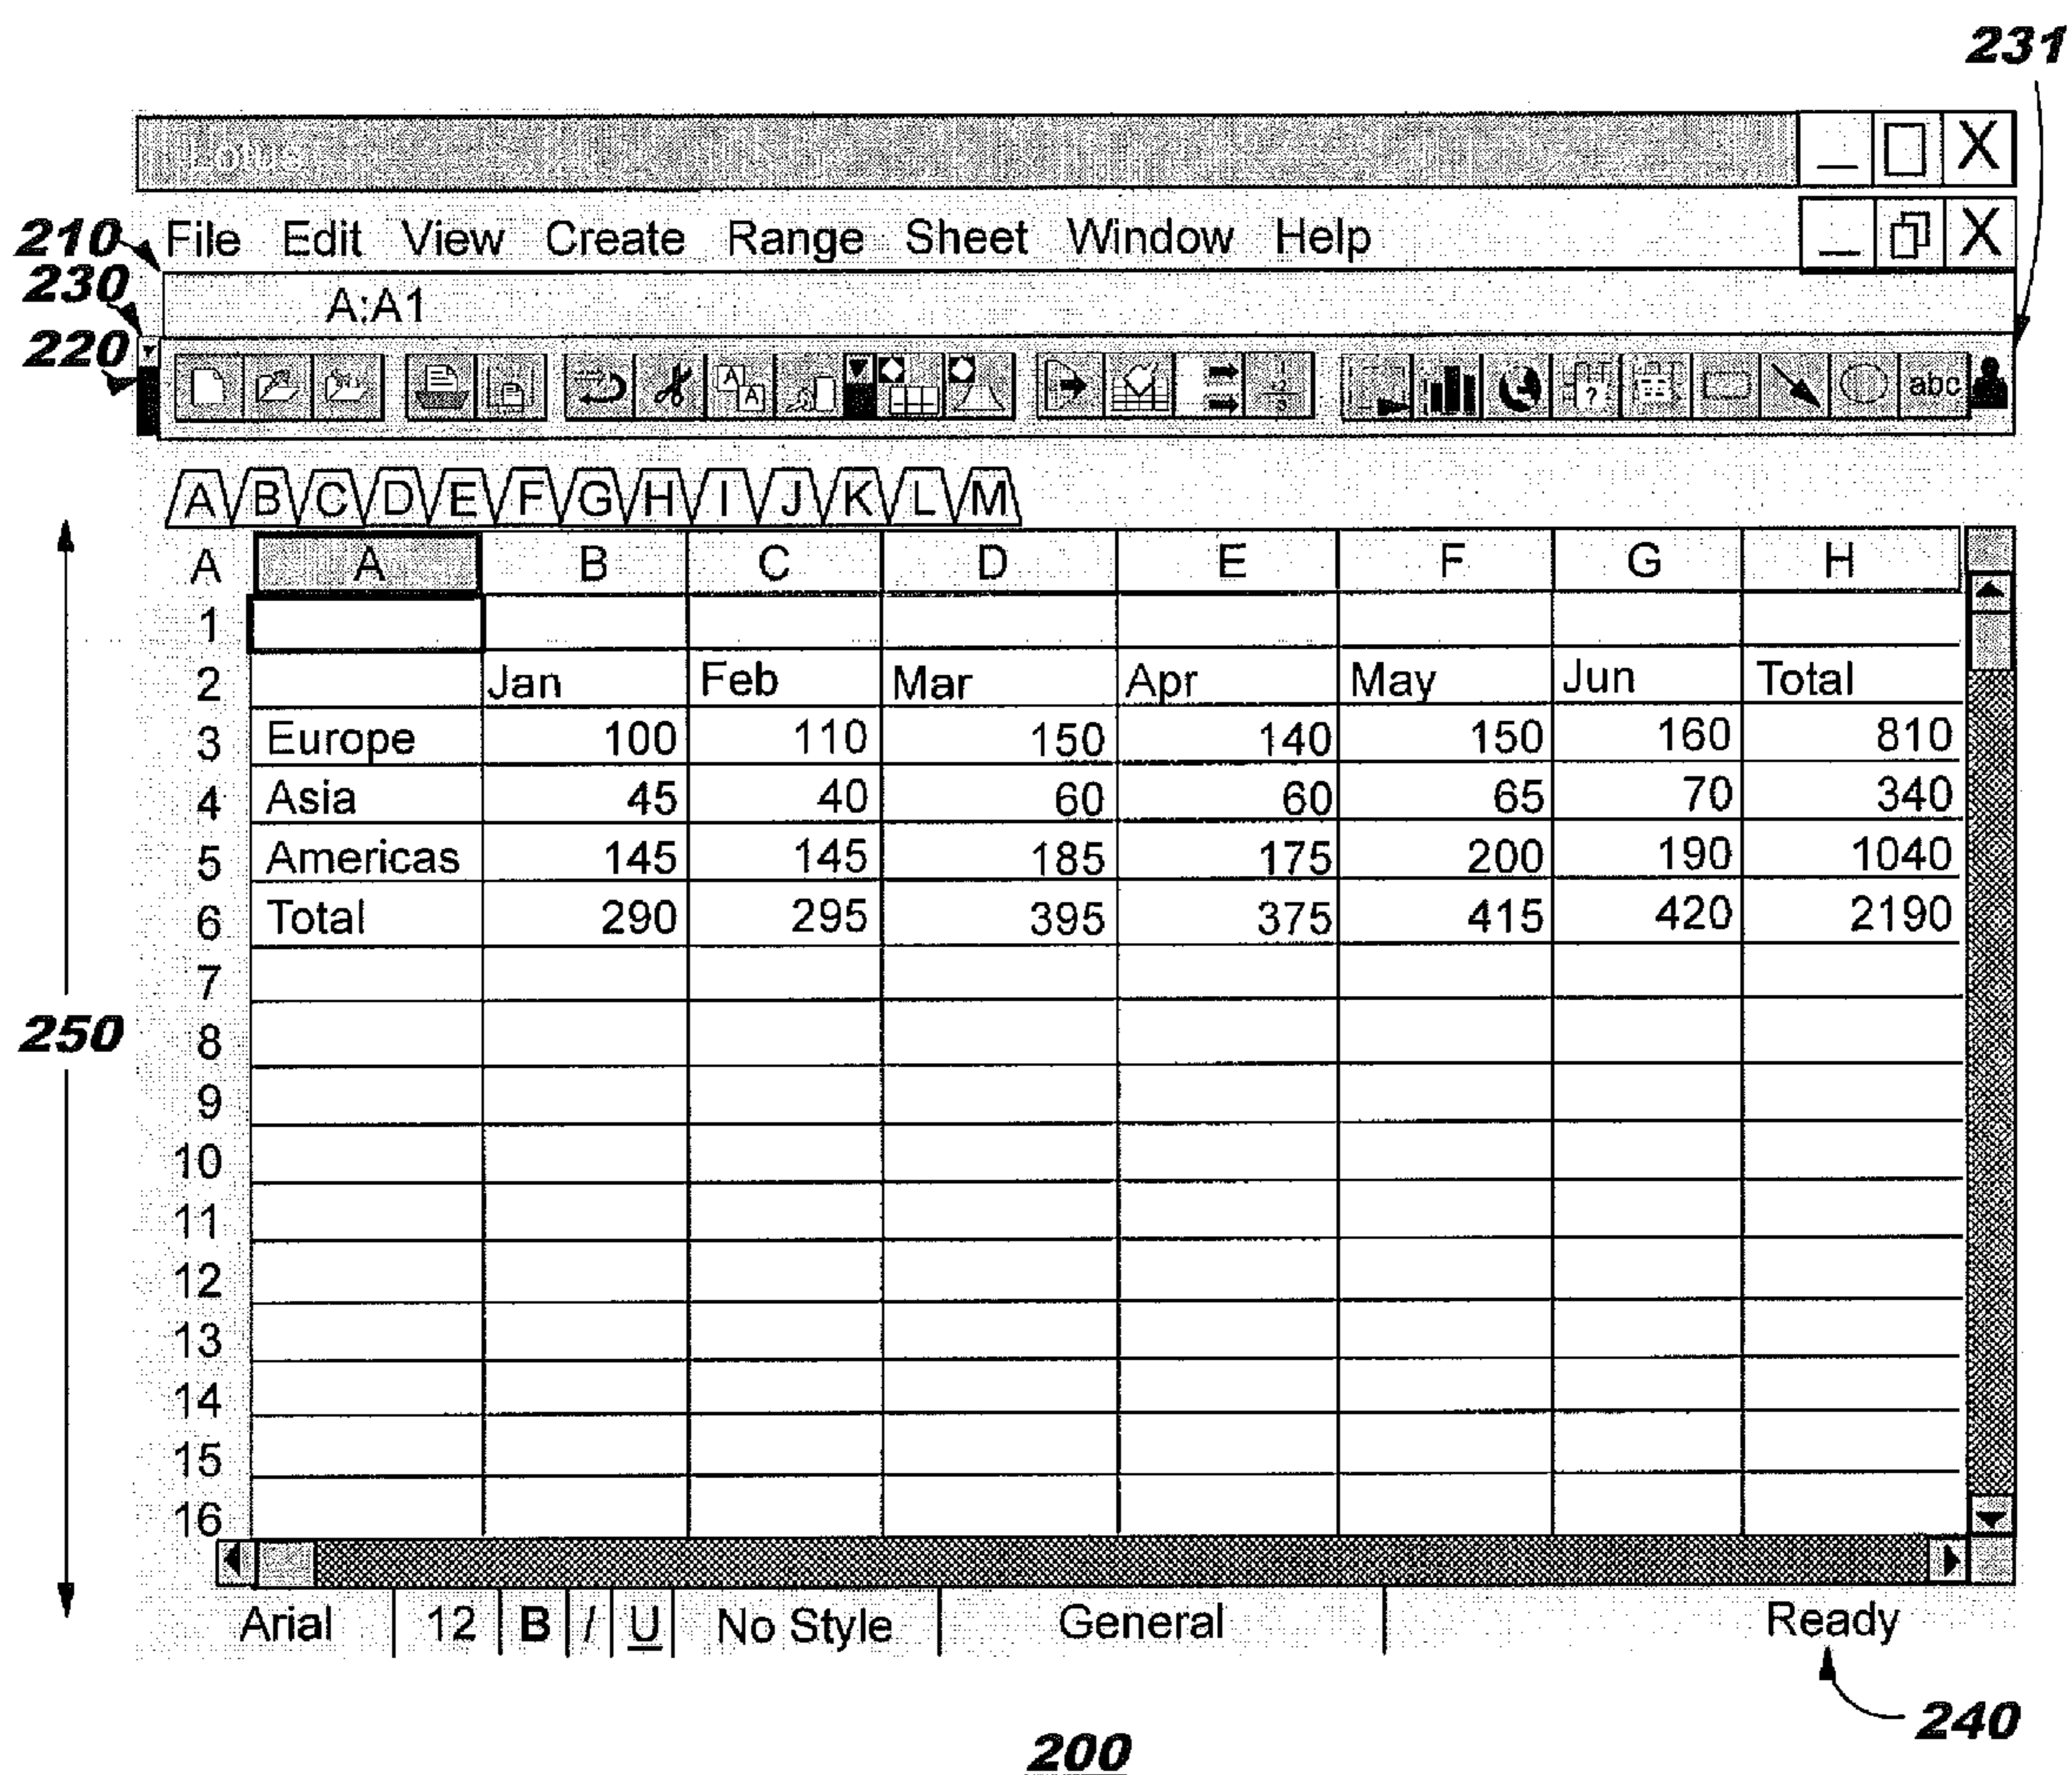 231
Lotus
210 File Edit View Create Range Sheet Window Help
230 A:A1
220 abc
A B C D E F G H I J K L M
A A B C D E F G H
1
2 Jan Feb Mar Apr May Jun Total
3 Europe 100 110 150 140 150 160 810
4 Asia 45 40 60 60 65 70 340
5 Americas 145 145 185 175 200 190 1040
6 Total 290 295 395 375 415 420 2190
7
250 8
9
10
11
12
13
14
15
16
Arial 12 B I U No Style General Ready
240
200